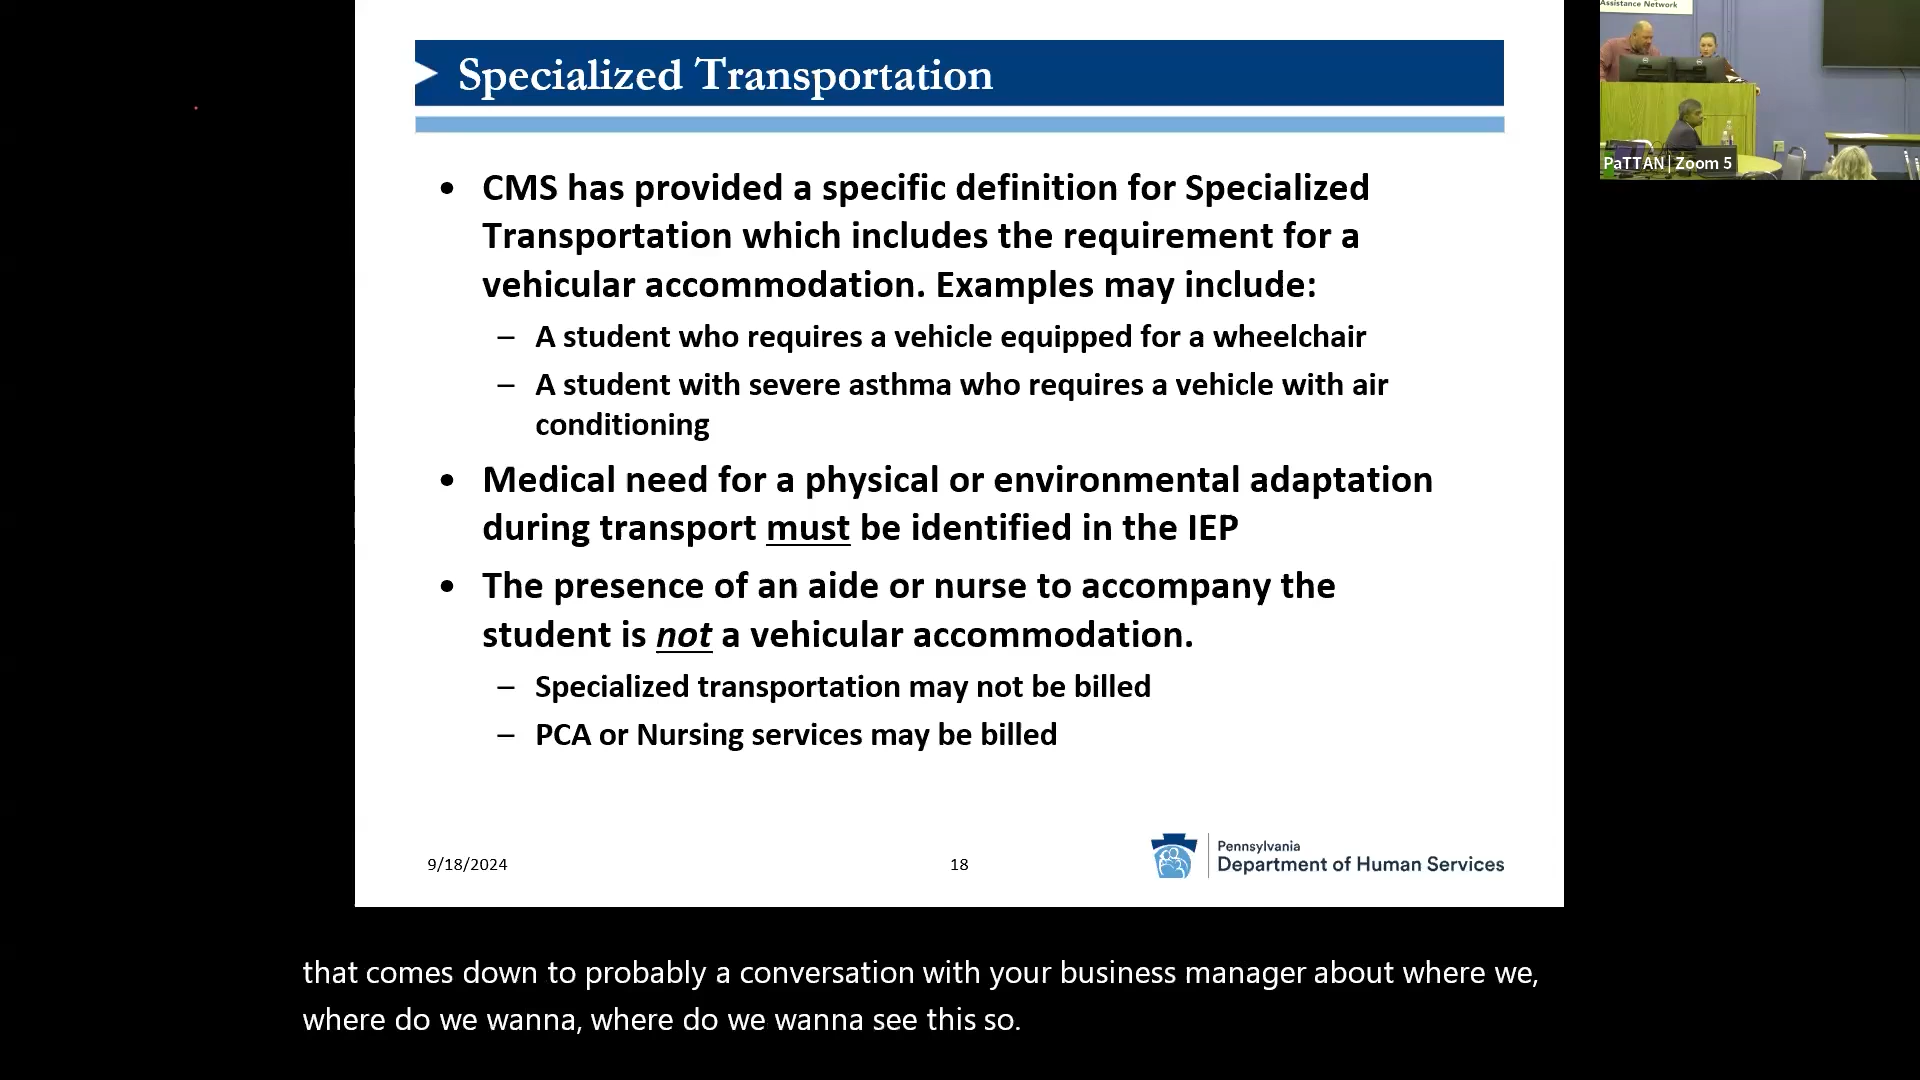 Assistance Network
PaTTAN | Zoom 5
Specialized Transportation
• CMS has provided a specific definition for Specialized
Transportation which includes the requirement for a
vehicular accommodation. Examples may include:
– A student who requires a vehicle equipped for a wheelchair
– A student with severe asthma who requires a vehicle with air
conditioning
• Medical need for a physical or environmental adaptation
during transport must be identified in the IEP
• The presence of an aide or nurse to accompany the
student is not a vehicular accommodation.
– Specialized transportation may not be billed
– PCA or Nursing services may be billed
9/18/2024
18
Pennsylvania
Department of Human Services
that comes down to probably a conversation with your business manager about where we,
where do we wanna, where do we wanna see this so.